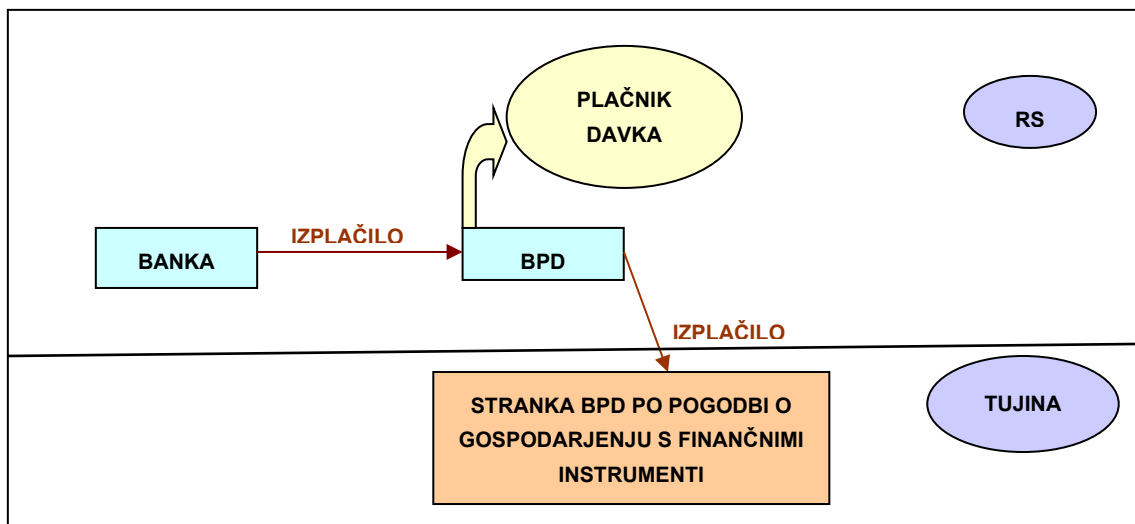 PLAČNIK
DAVKA
RS
IZPLAČILO
BANKA
BPD
IZPLAČILO
STRANKA BPD PO POGODBI O
GOSPODARJENJU S FINANČNIMI
INSTRUMENTI
TUJINA